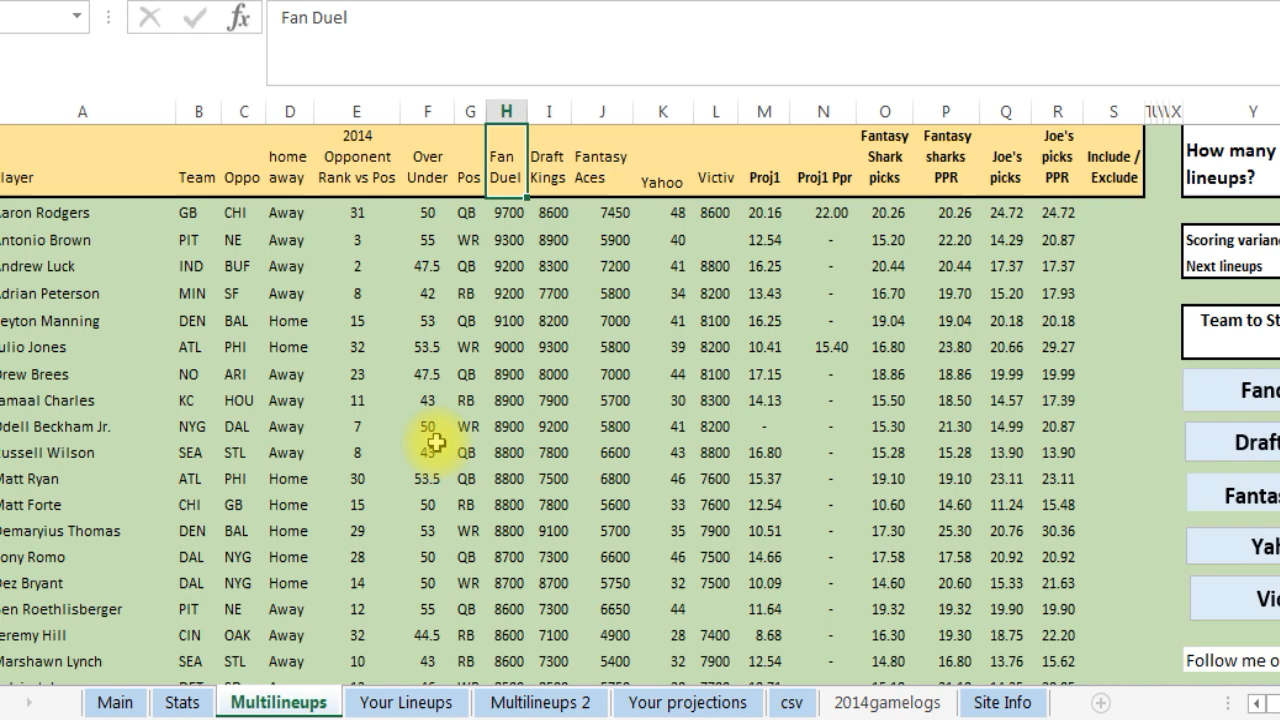 Fan Duel
A B C D E F G H I J K L M N O P Q R S X Y
layer Team Oppo home away 2014 Opponent Rank vs Pos Over Under Pos Fan Duel Draft Kings Fantasy Aces Yahoo Victiv Proj1 Proj1 Ppr Fantasy Shark picks Fantasy sharks PPR Joe's picks Joe's picks PPR Include / Exclude
aron Rodgers GB CHI Away 31 50 QB 9700 8600 7450 48 8600 20.16 22.00 20.26 20.26 24.72 24.72
ntonio Brown PIT NE Away 3 55 WR 9300 8900 5900 40 12.54 - 15.20 22.20 14.29 20.87
ndrew Luck IND BUF Away 2 47.5 QB 9200 8300 7200 41 8800 16.25 - 20.44 20.44 17.37 17.37
drian Peterson MIN SF Away 8 42 RB 9200 7700 5800 34 8200 13.43 - 16.70 19.70 15.20 17.93
eyton Manning DEN BAL Home 15 53 QB 9100 8200 7000 41 8100 16.25 - 19.04 19.04 20.18 20.18
ulio Jones ATL PHI Home 32 53.5 WR 9000 9300 5800 39 8200 10.41 15.40 16.80 23.80 20.66 29.27
rew Brees NO ARI Away 23 47.5 QB 8900 8000 7000 44 8100 17.15 - 18.86 18.86 19.99 19.99
amaal Charles KC HOU Away 11 43 RB 8900 7900 5700 30 8300 14.13 - 15.50 18.50 14.57 17.39
dell Beckham Jr. NYG DAL Away 7 50 WR 8900 9200 5800 41 8200 - - 15.30 21.30 14.99 20.87
ussell Wilson SEA STL Away 8 43 QB 8800 7800 6600 43 8800 16.80 - 15.28 15.28 13.90 13.90
Matt Ryan ATL PHI Home 30 53.5 QB 8800 7500 6800 46 7600 15.37 - 19.10 19.10 23.11 23.11
Matt Forte CHI GB Home 15 50 RB 8800 7800 5600 33 7600 12.54 - 10.60 14.60 11.24 15.48
Demaryius Thomas DEN BAL Home 29 53 WR 8800 9100 5700 35 7900 10.51 - 17.30 25.30 20.76 30.36
ony Romo DAL NYG Home 28 50 QB 8700 7300 6600 46 7500 14.66 - 17.58 17.58 20.92 20.92
Dez Bryant DAL NYG Home 14 50 WR 8700 8700 5750 32 7500 10.09 - 14.60 20.60 15.33 21.63
en Roethlisberger PIT NE Away 12 55 QB 8600 7300 6650 44 11.64 - 19.32 19.32 19.90 19.90
eremy Hill CIN OAK Away 32 44.5 RB 8600 7100 4900 28 7400 8.68 - 16.30 19.30 18.75 22.20
Marshawn Lynch SEA STL Away 10 43 RB 8600 7300 5400 32 7900 12.54 - 14.80 16.80 13.76 15.62
How many
lineups?
Scoring varian
Next lineups
Team to St
Fand
Draft
Fantas
Yah
Vic
Follow me o
Main Stats Multilineups Your Lineups Multilineups 2 Your projections csv 2014gamelogs Site Info